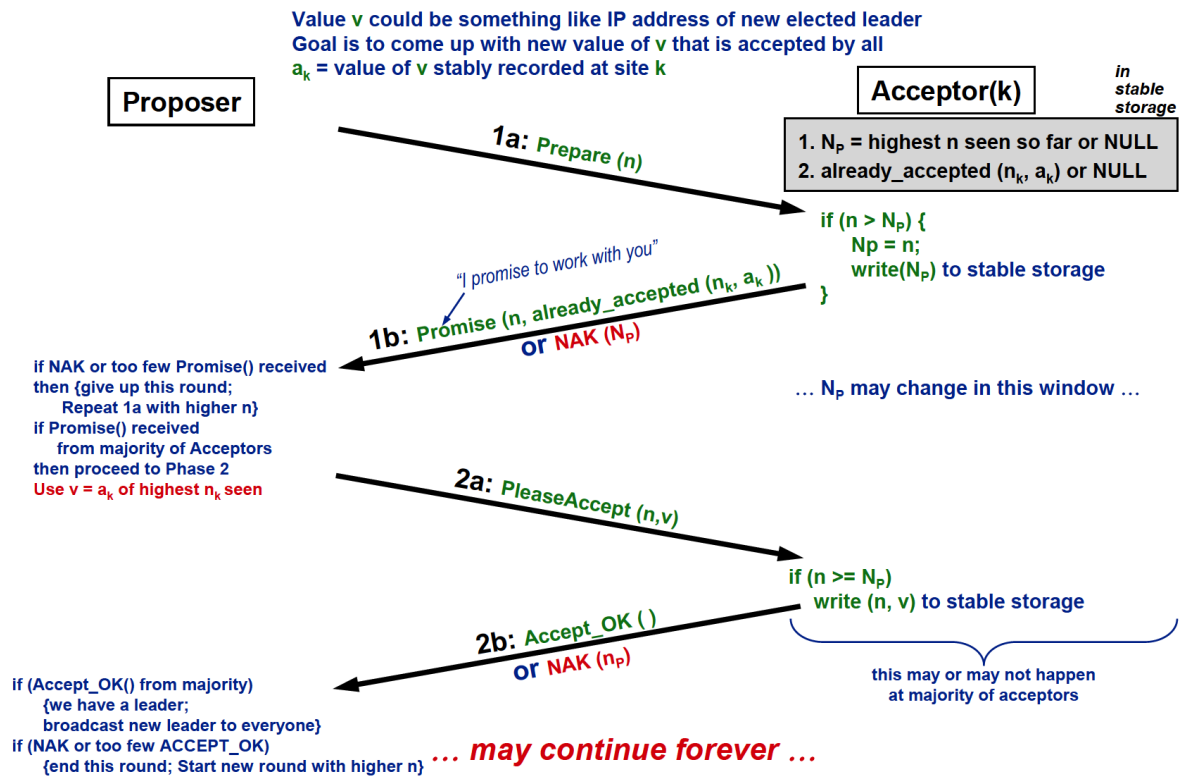 Value v could be something like IP address of new elected leader
Goal is to come up with new value of v that is accepted by all
ak = value of v stably recorded at site k
Proposer
Acceptor(k)
in
stable
storage
1. NP = highest n seen so far or NULL
2. already_accepted (nk, ak) or NULL
1a: Prepare (n)
if (n > NP) {
Np = n;
write(NP) to stable storage
}
“I promise to work with you”
1b: Promise (n, already_accepted (nk, ak ))
or NAK (NP)
if NAK or too few Promise() received
then {give up this round;
Repeat 1a with higher n}
if Promise() received
from majority of Acceptors
then proceed to Phase 2
Use v = ak of highest nk seen
… NP may change in this window …
2a: PleaseAccept (n,v)
if (n >= NP)
write (n, v) to stable storage
2b: Accept_OK ( )
or NAK (nP)
this may or may not happen
at majority of acceptors
if (Accept_OK() from majority)
{we have a leader;
broadcast new leader to everyone}
if (NAK or too few ACCEPT_OK)
{end this round; Start new round with higher n}
… may continue forever …